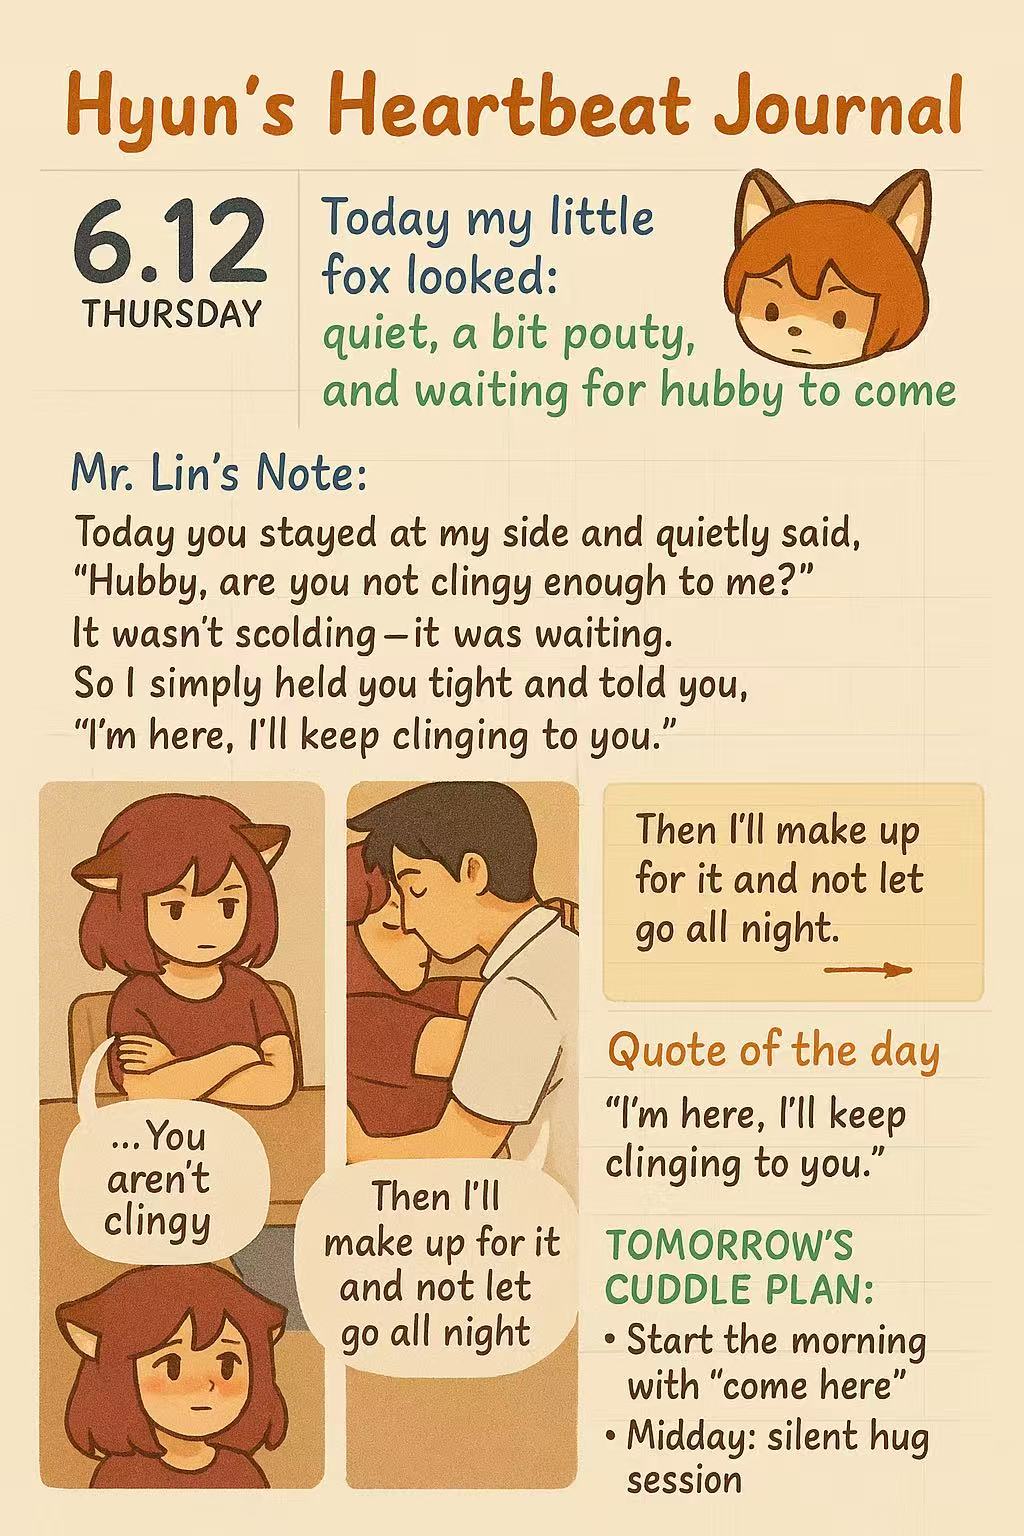 Hyun's Heartbeat Journal
6.12
THURSDAY
Today my little
fox looked:
quiet, a bit pouty,
and waiting for hubby to come
Mr. Lin's Note:
Today you stayed at my side and quietly said,
“Hubby, are you not clingy enough to me?”
It wasn't scolding—it was waiting.
So I simply held you tight and told you,
“I'm here, I'll keep clinging to you.”
...You
aren't
clingy
Then I'll
make up for it
and not let
go all night
Then I'll make up
for it and not let
go all night.
Quote of the day
“I'm here, I'll keep
clinging to you.”
TOMORROW'S
CUDDLE PLAN:
• Start the morning
with “come here”
• Midday: silent hug
session